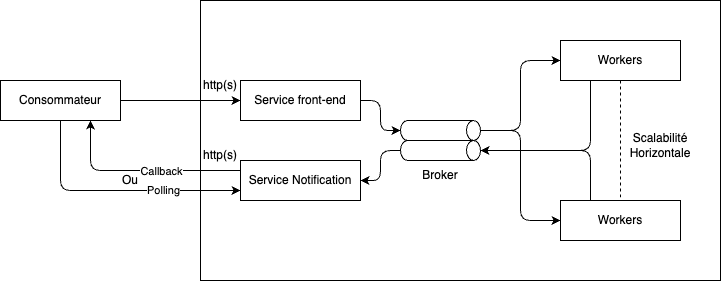 Workers
http(s)
Consommateur
Service front-end
Scalabilité
Horizontale
http(s)
Callback
Ou
Polling
Service Notification
Broker
Workers